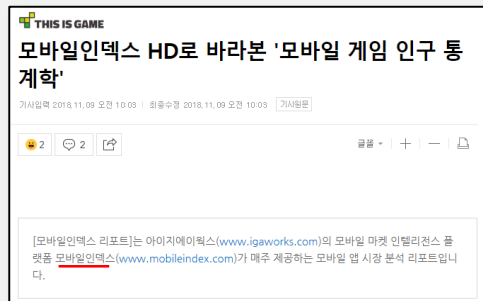 THIS IS GAME
모바일인덱스 HD로 바라본 '모바일 게임 인구 통
계학'
기사입력 2018.11.09 오전 10:03 | 최종수정 2018.11.09 오전 10:03 기사원문
2 2 글꼴
[모바일인덱스 리포트]는 아이지에이웍스(www.igaworks.com)의 모바일 마켓 인텔리전스 플
랫폼 모바일인덱스(www.mobileindex.com)가 매주 제공하는 모바일 앱 시장 분석 리포트입니
다.